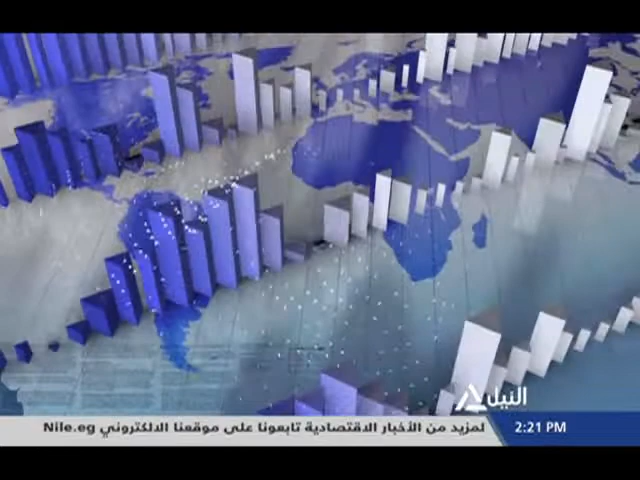 النيل
لمزيد من الأخبار الاقتصادية تابعونا على موقعنا الالكتروني Nile.eg
2:21 PM